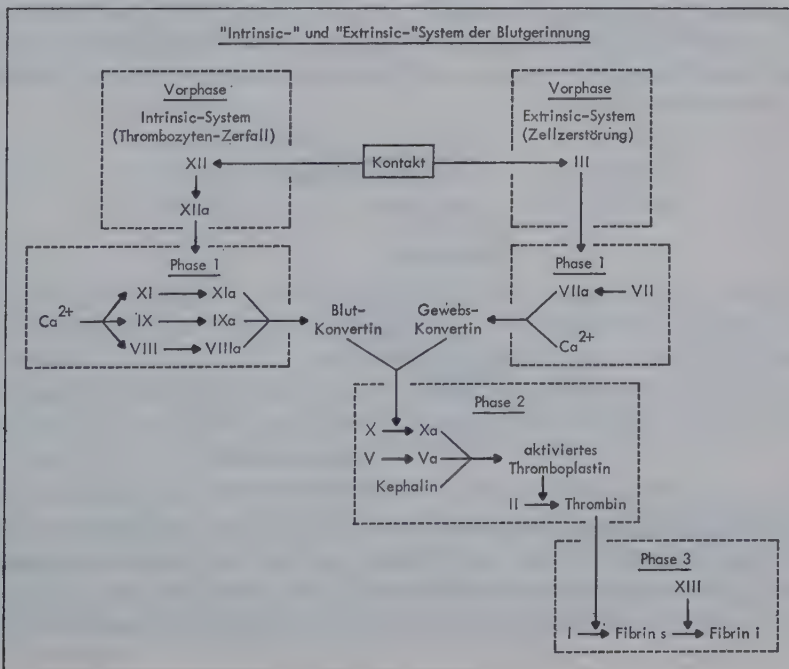 "Intrinsic-" und "Extrinsic-"System der Blutgerinnung
Vorphase
Intrinsic-System
(Thrombozyten-Zerfall)
XII
XIIa
Kontakt
Vorphase
Extrinsic-System
(Zellzerstörung)
III
Phase 1
Ca2+
XI XIa
IX IXa
VIII VIIIa
Blut-
Konvertin
Gewebs-
Konvertin
Phase 1
VIIa VII
Ca2+
Phase 2
X Xa
V Va
Kephalin
aktiviertes
Thromboplastin
II Thrombin
Phase 3
XIII
I Fibrin s Fibrin i